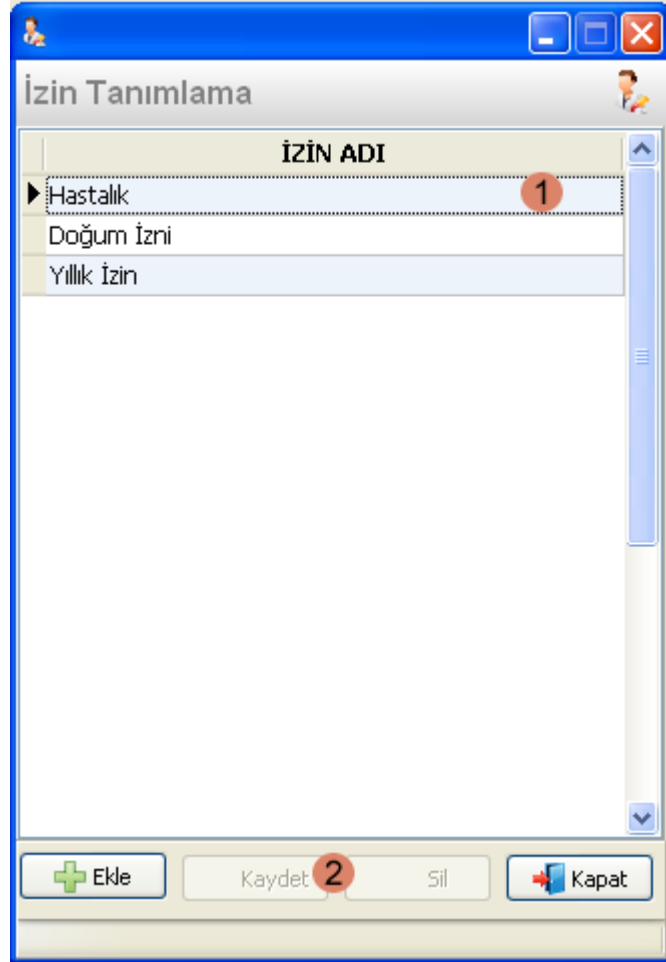 İzin Tanımlama
İZİN ADI
Hastalık 1
Doğum İzni
Yıllık İzin
Ekle Kaydet 2 Sil Kapat